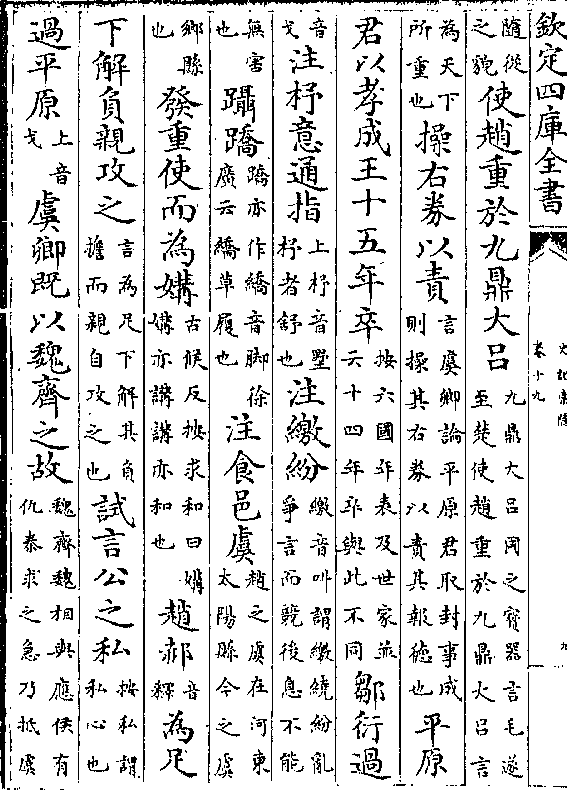 欽定四庫全書
史記索隱
卷十九
九
隨從之貌使趙重於九鼎大吕九鼎大吕周之寳器言毛遂至楚使趙重於九鼎大吕言
為天下所重也操右券以責言虞卿論平原君取封事成則操其右券以責其報徳也平原
君以孝成王十五年卒按六國年表及世家並云十四年卒與此不同鄒衍過
音戈注杼意通指上杼音墅杼者舒也注繳紛繳音叫謂繳繞紛亂爭言而競後息不能
無害也躡蹻蹻亦作繑音脚徐廣云繑草履也注食邑虞趙之虞在河東太陽縣今之虞
鄉縣也發重使而為媾古候反按求和曰媾媾亦講講亦和也趙郝音釋為足
下解負親攻之言為足下解其負擔而親自攻之也試言公之私按私謂私心也
過平原上音戈虞卿既以魏齊之故魏齊魏相與應侯有仇秦求之急乃抵虞